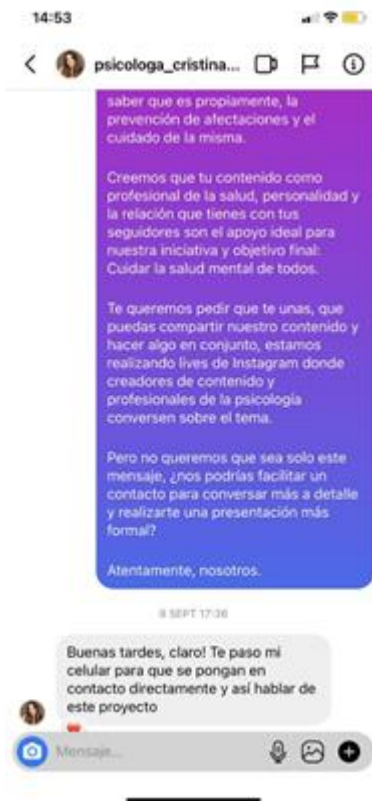 14:53
psicologa_cristina...
saber que es propiamente, la
prevención de afectaciones y el
cuidado de la misma.
Creemos que tu contenido como
profesional de la salud, personalidad y
la relación que tienes con tus
seguidores son el apoyo ideal para
nuestra iniciativa y objetivo final:
Cuidar la salud mental de todos.
Te queremos pedir que te unas, que
puedas compartir nuestro contenido y
hacer algo en conjunto, estamos
realizando lives de Instagram donde
creadores de contenido y
profesionales de la psicología
conversen sobre el tema.
Pero no queremos que sea solo este
mensaje, ¿nos podrías facilitar un
contacto para conversar más a detalle
y realizarte una presentación más
formal?
Atentamente, nosotros.
SEPT 17:36
Buenas tardes, claro! Te paso mi
celular para que se pongan en
contacto directamente y así hablar de
este proyecto
Mensaje...